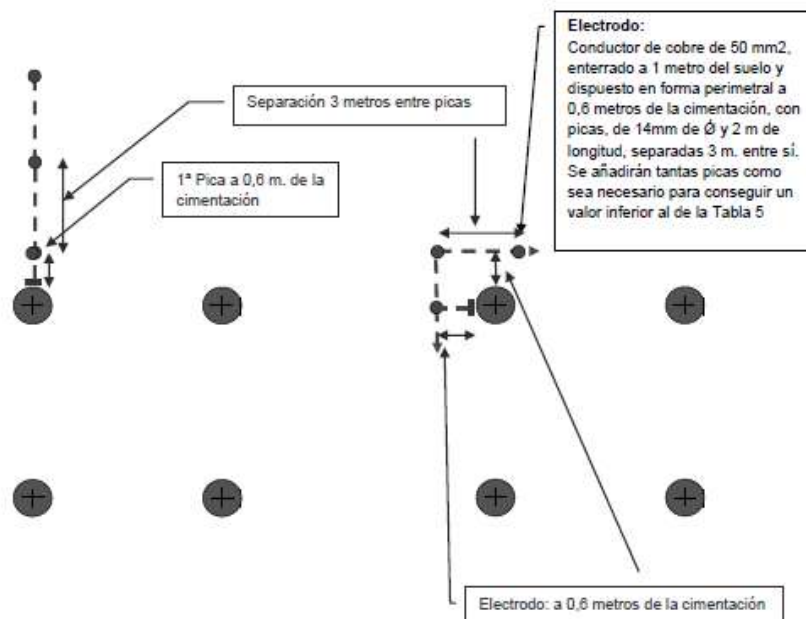 Electrodo:
Conductor de cobre de 50 mm2,
enterrado a 1 metro del suelo y
dispuesto en forma perimetral a
0,6 metros de la cimentación, con
picas, de 14mm de Ǿ y 2 m de
longitud, separadas 3 m. entre sí.
Se añadirán tantas picas como
sea necesario para conseguir un
valor inferior al de la Tabla 5
Separación 3 metros entre picas
1ª Pica a 0,6 m. de la
cimentación
Electrodo: a 0,6 metros de la cimentación